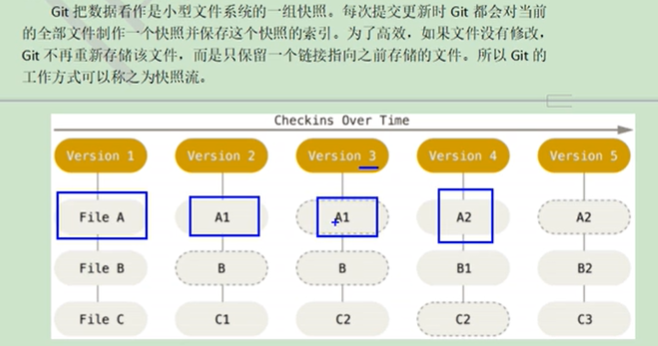 Git 把数据看作是小型文件系统的一组快照。每次提交更新时 Git 都会对当前
的全部文件制作一个快照并保存这个快照的索引。为了高效，如果文件没有修改，
Git 不再重新存储该文件，而是只保留一个链接指向之前存储的文件。所以 Git 的
工作方式可以称之为快照流。
Checkins Over Time
Version 1 Version 2 Version 3 Version 4 Version 5
File A A1 A1 A2 A2
File B B B B1 B2
File C C1 C2 C2 C3